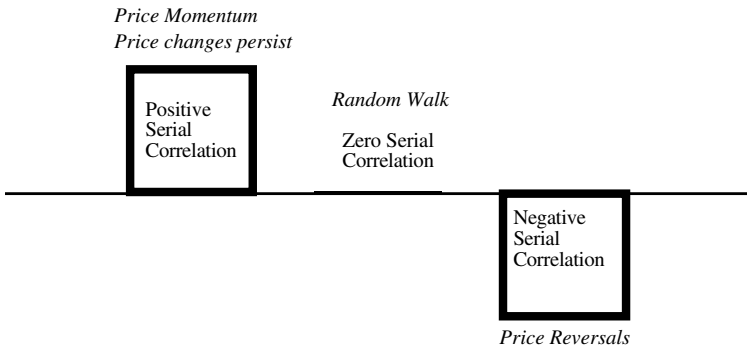 Price Momentum
Price changes persist
Positive
Serial
Correlation
Random Walk
Zero Serial
Correlation
Negative
Serial
Correlation
Price Reversals